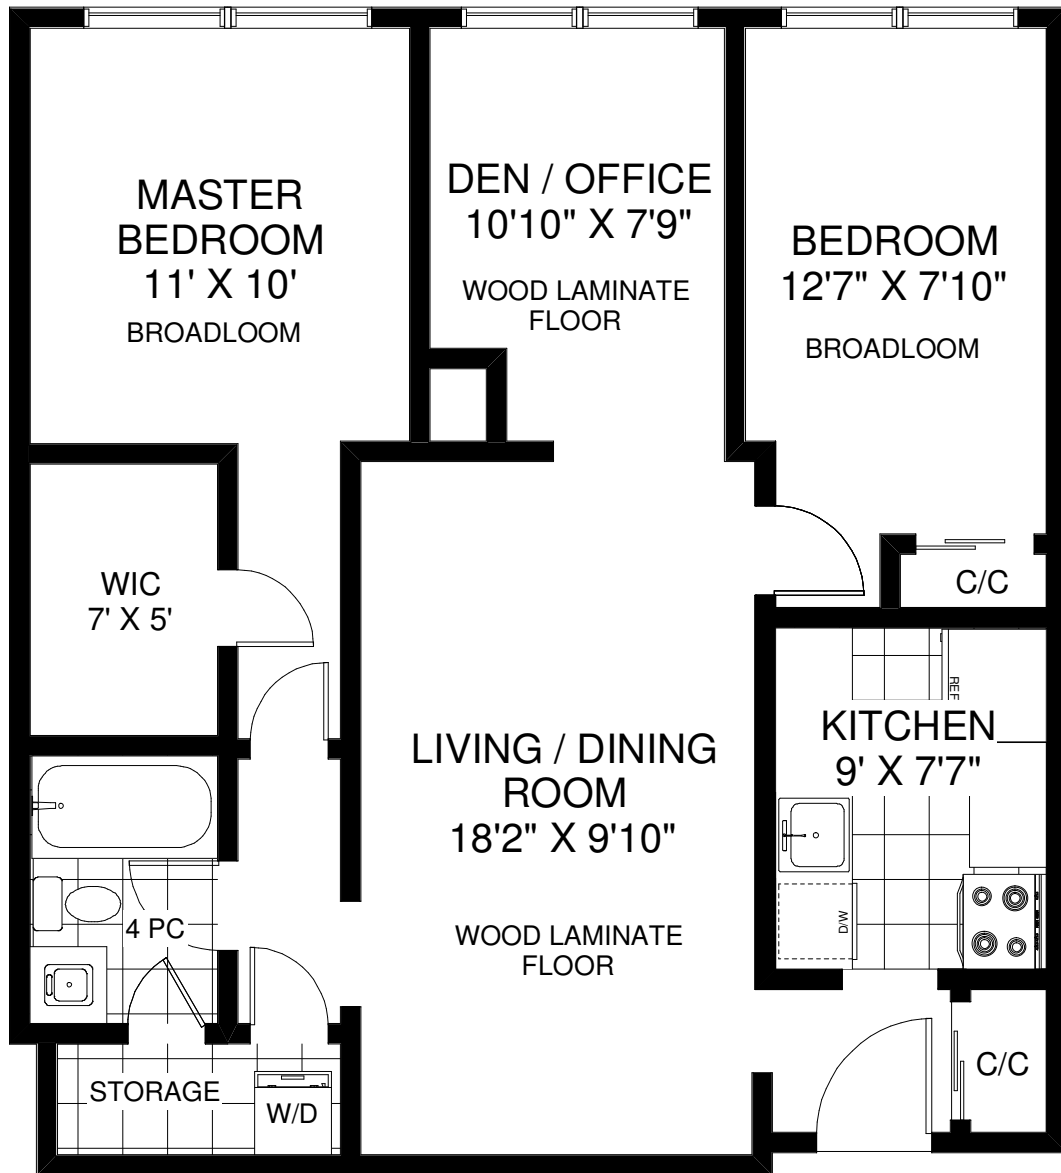 MASTER
BEDROOM
11' X 10'
BROADLOOM
DEN / OFFICE
10'10" X 7'9"
WOOD LAMINATE
FLOOR
BEDROOM
12'7" X 7'10"
BROADLOOM
C/C
WIC
7' X 5'
LIVING / DINING
ROOM
18'2" X 9'10"
WOOD LAMINATE
FLOOR
REF
KITCHEN
9' X 7'7"
D/W
4 PC
STORAGE
W/D
C/C